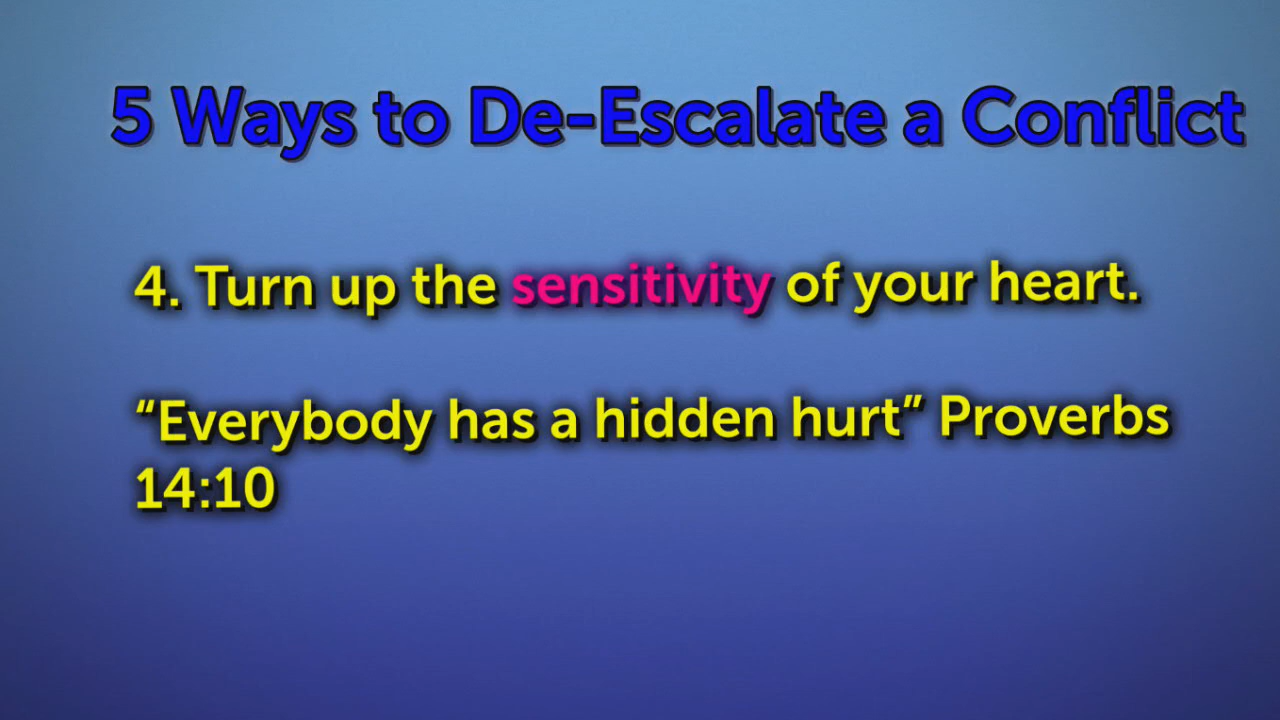 5 Ways to De-Escalate a Conflict
4. Turn up the sensitivity of your heart.
“Everybody has a hidden hurt” Proverbs
14:10